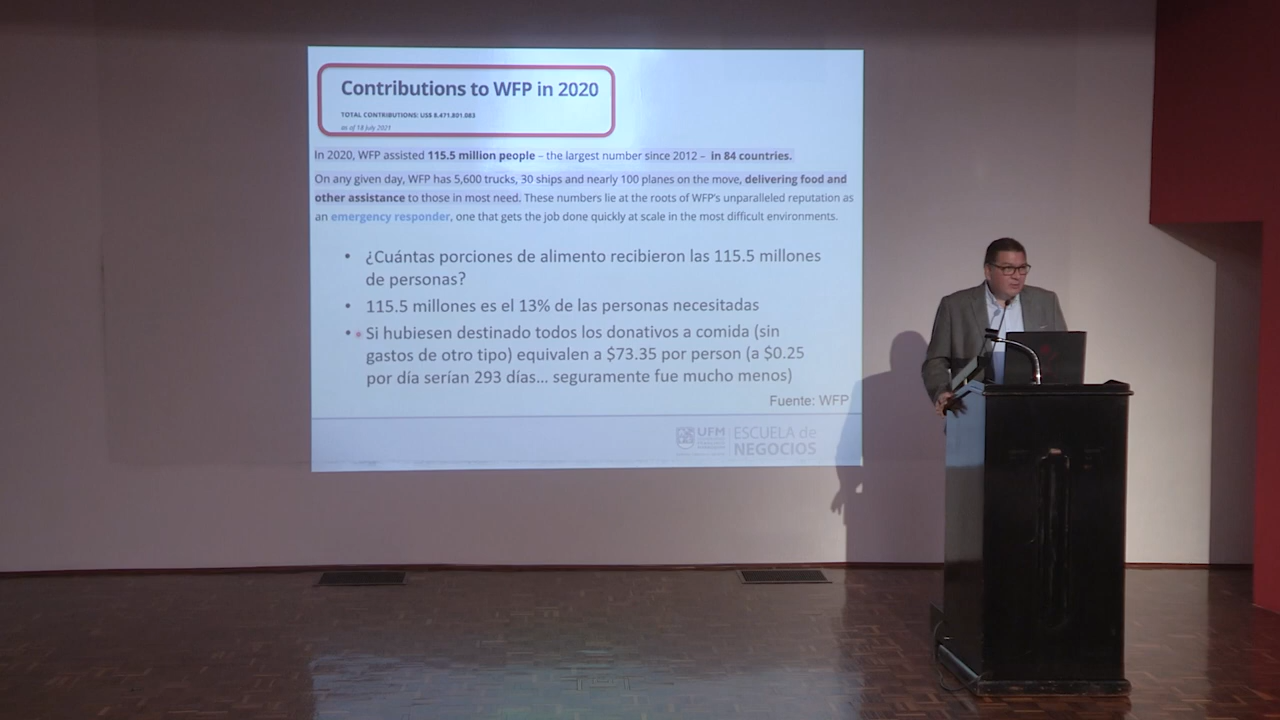 Contributions to WFP in 2020
TOTAL CONTRIBUTIONS: US$ 8.471.801.083
as of 18 July 2021
In 2020, WFP assisted 115.5 million people – the largest number since 2012 – in 84 countries.
On any given day, WFP has 5,600 trucks, 30 ships and nearly 100 planes on the move, delivering food and
other assistance to those in most need. These numbers lie at the roots of WFP's unparalleled reputation as
an emergency responder, one that gets the job done quickly at scale in the most difficult environments.
• ¿Cuántas porciones de alimento recibieron las 115.5 millones
de personas?
• 115.5 millones es el 13% de las personas necesitadas
• Si hubiesen destinado todos los donativos a comida (sin
gastos de otro tipo) equivalen a $73.35 por person (a $0.25
por día serían 293 días... seguramente fue mucho menos)
Fuente: WFP
UFM
ESCUELA de
NEGOCIOS